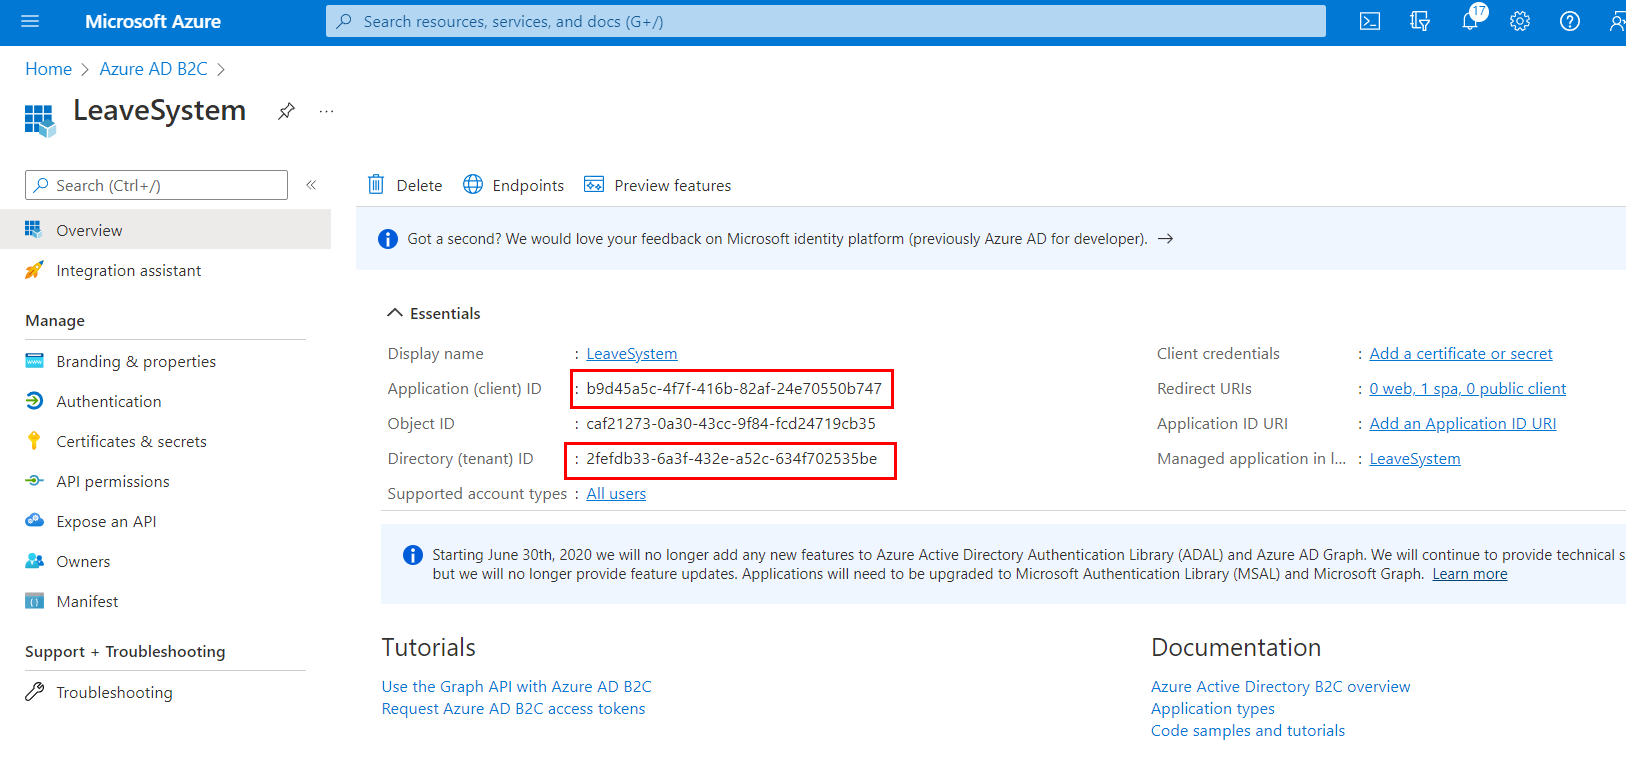 Microsoft Azure
Search resources, services, and docs (G+/)
17
Home > Azure AD B2C >
LeaveSystem
...
Search (Ctrl+/)
«
Overview
Integration assistant
Manage
Branding & properties
Authentication
Certificates & secrets
API permissions
Expose an API
Owners
Manifest
Support + Troubleshooting
Troubleshooting
Delete
Endpoints
Preview features
Got a second? We would love your feedback on Microsoft identity platform (previously Azure AD for developer). →
Essentials
Display name : LeaveSystem
Application (client) ID : b9d45a5c-4f7f-416b-82af-24e70550b747
Object ID : caf21273-0a30-43cc-9f84-fcd24719cb35
Directory (tenant) ID : 2fefdb33-6a3f-432e-a52c-634f702535be
Supported account types : All users
Client credentials : Add a certificate or secret
Redirect URIs : 0 web, 1 spa, 0 public client
Application ID URI : Add an Application ID URI
Managed application in l... : LeaveSystem
Starting June 30th, 2020 we will no longer add any new features to Azure Active Directory Authentication Library (ADAL) and Azure AD Graph. We will continue to provide technical s
but we will no longer provide feature updates. Applications will need to be upgraded to Microsoft Authentication Library (MSAL) and Microsoft Graph. Learn more
Tutorials
Use the Graph API with Azure AD B2C
Request Azure AD B2C access tokens
Documentation
Azure Active Directory B2C overview
Application types
Code samples and tutorials